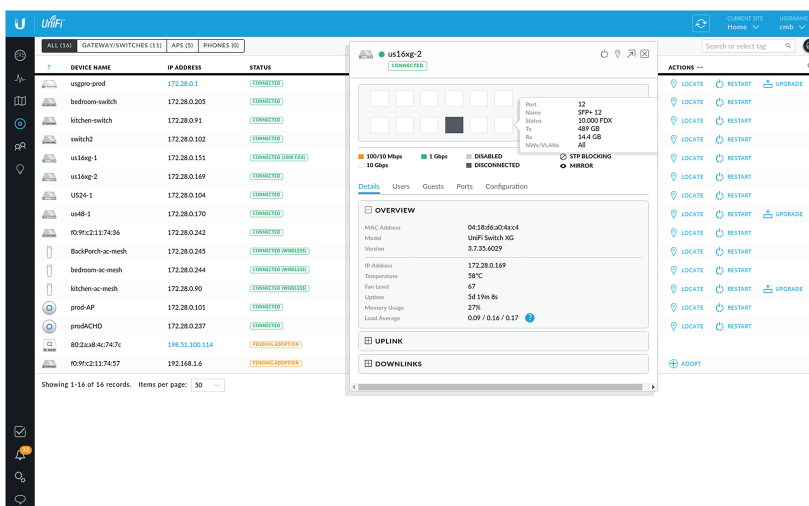 U UniFi CURRENT SITE USERNAME
Home cmb
ALL (16) GATEWAY/SWITCHES (11) APS (5) PHONES (0) Search or select tag
↑ DEVICE NAME IP ADDRESS STATUS ACTIONS --
usgpro-prod 172.28.0.1 CONNECTED LOCATE RESTART UPGRADE
bedroom-switch 172.28.0.205 CONNECTED LOCATE RESTART
kitchen-switch 172.28.0.91 CONNECTED LOCATE RESTART
switch2 172.28.0.102 CONNECTED LOCATE RESTART
us16xg-1 172.28.0.151 CONNECTED (1000 FDX) LOCATE RESTART
us16xg-2 172.28.0.169 CONNECTED LOCATE RESTART
US24-1 172.28.0.104 CONNECTED LOCATE RESTART
us48-1 172.28.0.170 CONNECTED LOCATE RESTART UPGRADE
f0:9f:c2:11:74:36 172.28.0.242 CONNECTED LOCATE RESTART
BackPorch-ac-mesh 172.28.0.245 CONNECTED (WIRELESS) LOCATE RESTART
bedroom-ac-mesh 172.28.0.244 CONNECTED (WIRELESS) LOCATE RESTART
kitchen-ac-mesh 172.28.0.90 CONNECTED (WIRELESS) LOCATE RESTART UPGRADE
prod-AP 172.28.0.101 CONNECTED LOCATE RESTART
prodACHD 172.28.0.237 CONNECTED LOCATE RESTART
80:2a:a8:4c:74:7c 198.51.100.114 PENDING ADOPTION
f0:9f:c2:11:74:57 192.168.1.6 PENDING ADOPTION ADOPT
Showing 1-16 of 16 records. Items per page: 50
32
us16xg-2
CONNECTED
Port 12
Name SFP+ 12
Status 10,000 FDX
Tx 489 GB
Rx 14.4 GB
NWs/VLANs All
100/10 Mbps 1 Gbps DISABLED STP BLOCKING
10 Gbps DISCONNECTED MIRROR
Details Users Guests Ports Configuration
OVERVIEW
MAC Address 04:18:d6:a0:4a:c4
Model UniFi Switch XG
Version 3.7.35.6029
IP Address 172.28.0.169
Temperature 58°C
Fan Level 67
Uptime 5d 19m 8s
Memory Usage 27%
Load Average 0.09 / 0.16 / 0.17 ?
UPLINK
DOWNLINKS